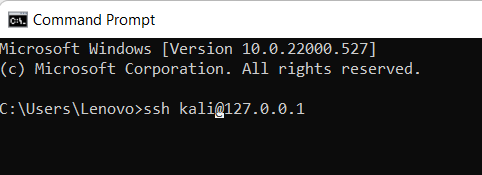 Command Prompt
Microsoft Windows [Version 10.0.22000.527]
(c) Microsoft Corporation. All rights reserved.
C:\Users\Lenovo>ssh kali@127.0.0.1